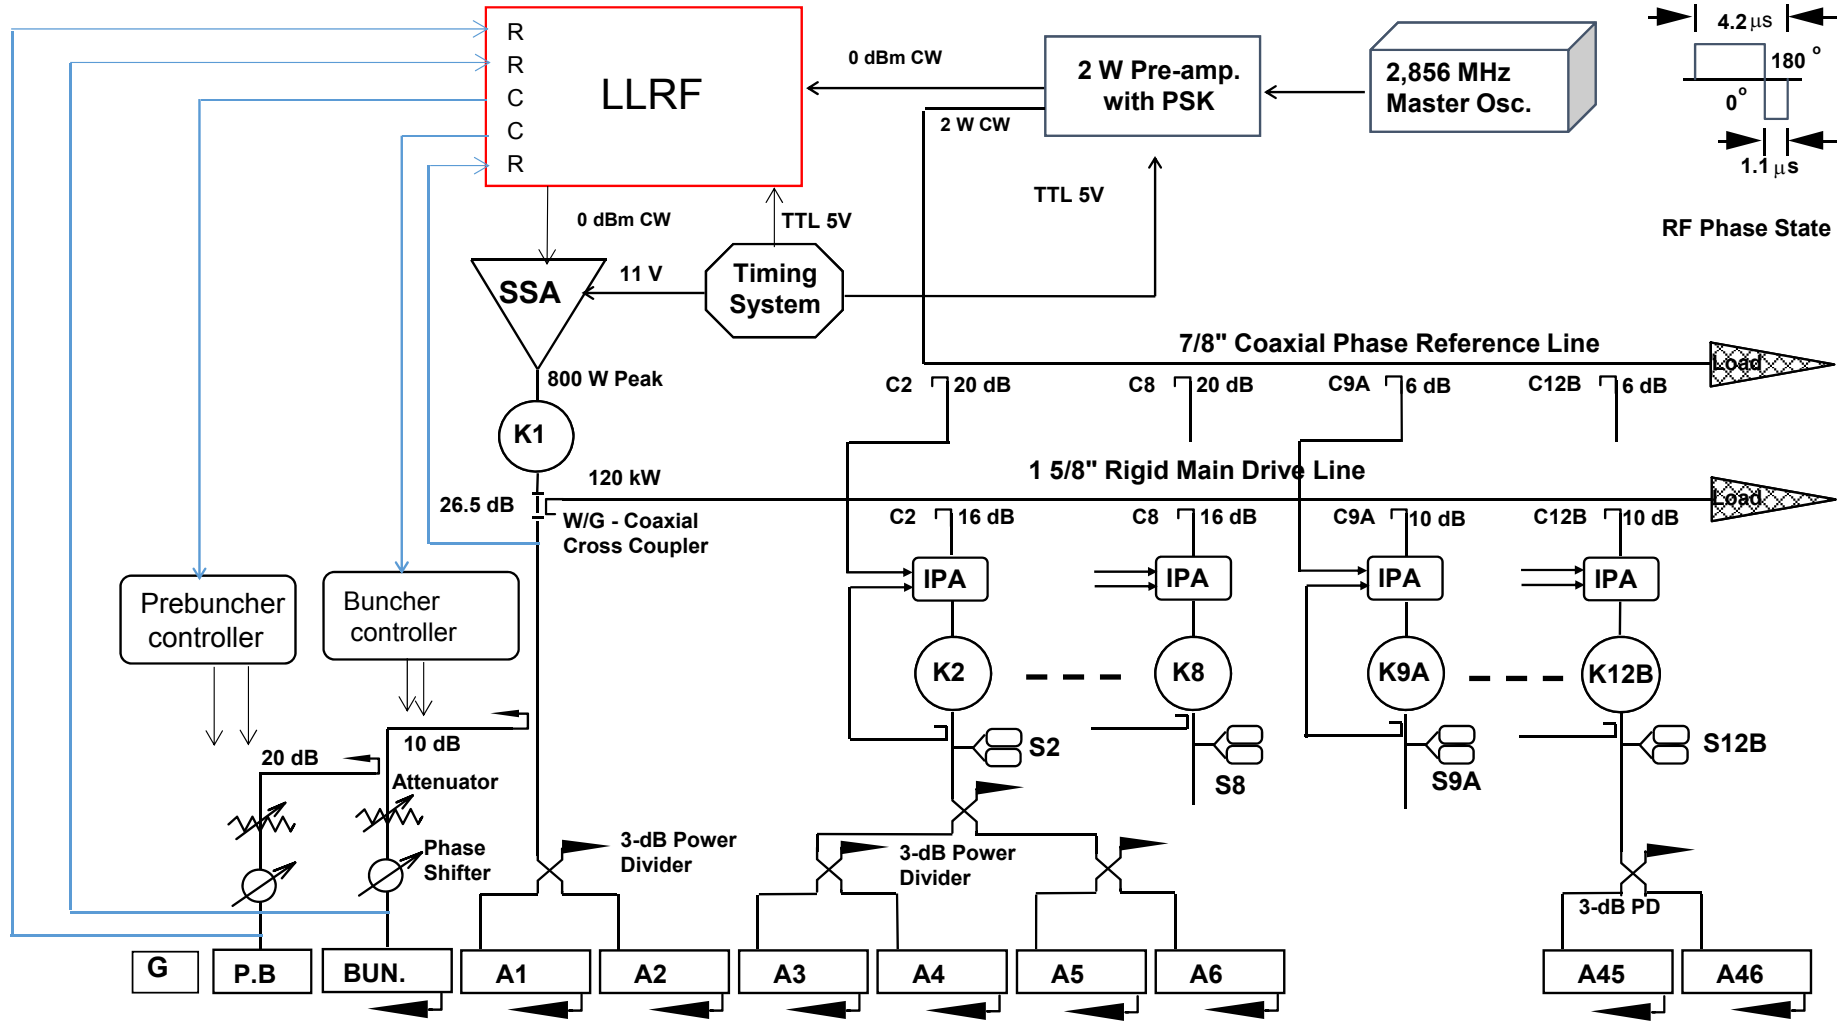 R
R
C
C
R
LLRF
0 dBm CW
2 W CW
2 W Pre-amp.
with PSK
2,856 MHz
Master Osc.
4.2 μs
180 o
0o
1.1 μs
RF Phase State
0 dBm CW
TTL 5V
TTL 5V
SSA
11 V
Timing
System
800 W Peak
K1
120 kW
26.5 dB
W/G - Coaxial
Cross Coupler
7/8" Coaxial Phase Reference Line
Load
C2
20 dB
C8
20 dB
C9A
6 dB
C12B
6 dB
1 5/8" Rigid Main Drive Line
Load
C2
16 dB
C8
16 dB
C9A
10 dB
C12B
10 dB
IPA
IPA
IPA
IPA
Prebuncher
controller
Buncher
controller
K2
K8
K9A
K12B
S2
S8
S9A
S12B
20 dB
10 dB
Attenuator
Phase
Shifter
3-dB Power
Divider
3-dB Power
Divider
3-dB PD
G
P.B
BUN.
A1
A2
A3
A4
A5
A6
A45
A46